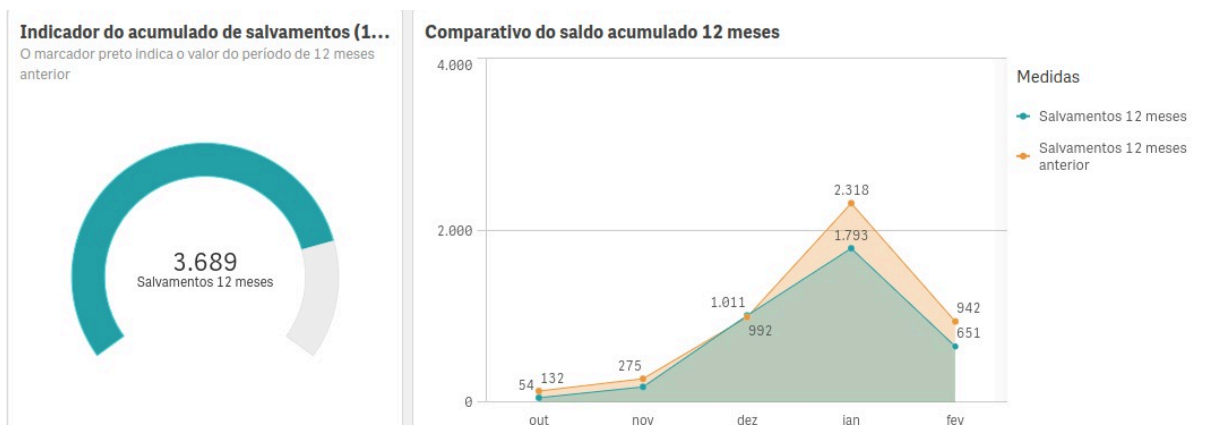 Indicador do acumulado de salvamentos (1...
O marcador preto indica o valor do período de 12 meses
anterior
3.689
Salvamentos 12 meses
Comparativo do saldo acumulado 12 meses
4.000
2.000
0
54
132
275
1.011
992
2.318
1.793
942
651
out
nov
dez
jan
fev
Medidas
Salvamentos 12 meses
Salvamentos 12 meses
anterior